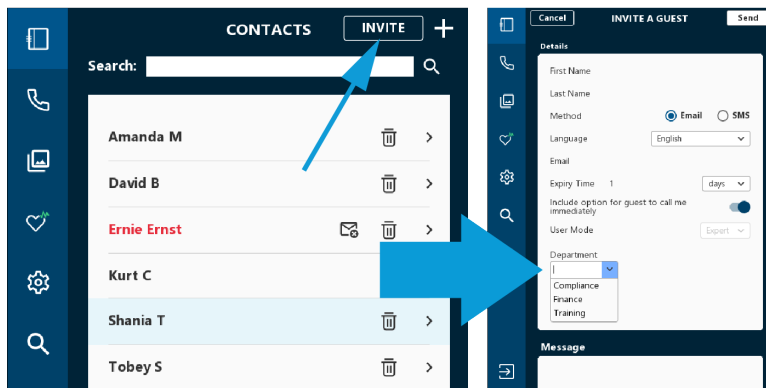 CONTACTS INVITE
Search:
Amanda M
David B
Ernie Ernst
Kurt C
Shania T
Tobey S
Cancel INVITE A GUEST Send
Details
First Name
Last Name
Method Email SMS
Language English
Email
Expiry Time 1 days
Include option for guest to call me
immediately
User Mode Expert
Department
Compliance
Finance
Training
Message